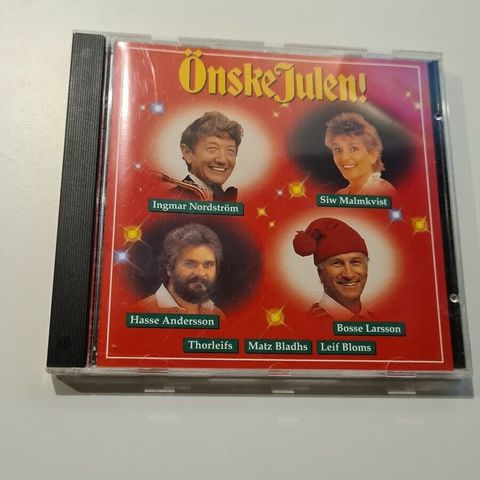 ÖnskeJulen!
Ingmar Nordström
Siw Malmkvist
Hasse Andersson
Bosse Larsson
Thorleifs Matz Bladhs Leif Bloms